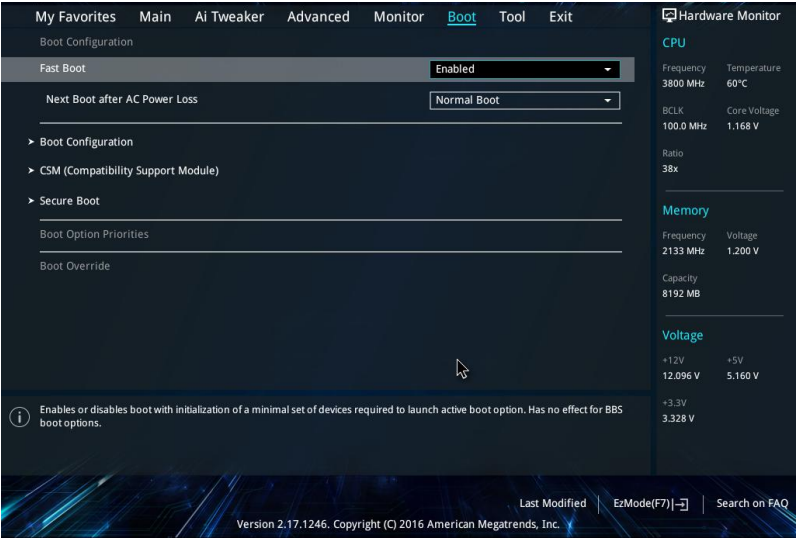 My Favorites Main Ai Tweaker Advanced Monitor Boot Tool Exit
Hardware Monitor
Boot Configuration
Fast Boot Enabled
Next Boot after AC Power Loss Normal Boot
> Boot Configuration
> CSM (Compatibility Support Module)
> Secure Boot
Boot Option Priorities
Boot Override
CPU
Frequency Temperature
3800 MHz 60°C
BCLK Core Voltage
100.0 MHz 1.168 V
Ratio
38x
Memory
Frequency Voltage
2133 MHz 1.200 V
Capacity
8192 MB
Voltage
+12V +5V
12.096 V 5.160 V
+3.3V
3.328 V
Enables or disables boot with initialization of a minimal set of devices required to launch active boot option. Has no effect for BBS
boot options.
Last Modified EzMode(F7) Search on FAQ
Version 2.17.1246. Copyright (C) 2016 American Megatrends, Inc.